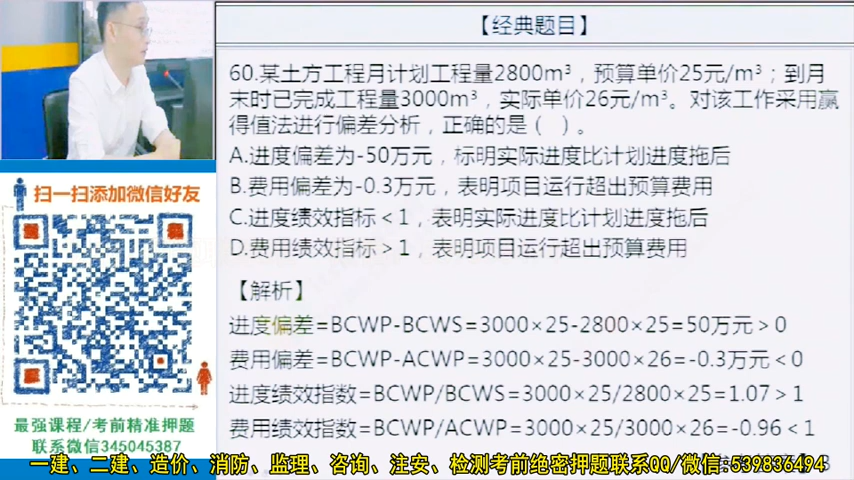 【经典题目】
60.某土方工程月计划工程量2800m³，预算单价25元/m³；到月
末时已完成工程量3000m³，实际单价26元/m³。对该工作采用赢
得值法进行偏差分析，正确的是（ ）。
A.进度偏差为-50万元，标明实际进度比计划进度拖后
B.费用偏差为-0.3万元，表明项目运行超出预算费用
C.进度绩效指标＜1，表明实际进度比计划进度拖后
D.费用绩效指标＞1，表明项目运行超出预算费用
【解析】
进度偏差=BCWP-BCWS=3000×25-2800×25=50万元＞0
费用偏差=BCWP-ACWP=3000×25-3000×26=-0.3万元＜0
进度绩效指数=BCWP/BCWS=3000×25/2800×25=1.07＞1
费用绩效指数=BCWP/ACWP=3000×25/3000×26=-0.96＜1
扫一扫添加微信好友
最强课程/考前精准押题
联系微信345045387
一建、二建、造价、消防、监理、咨询、注安、检测考前绝密押题联系QQ/微信:539836494